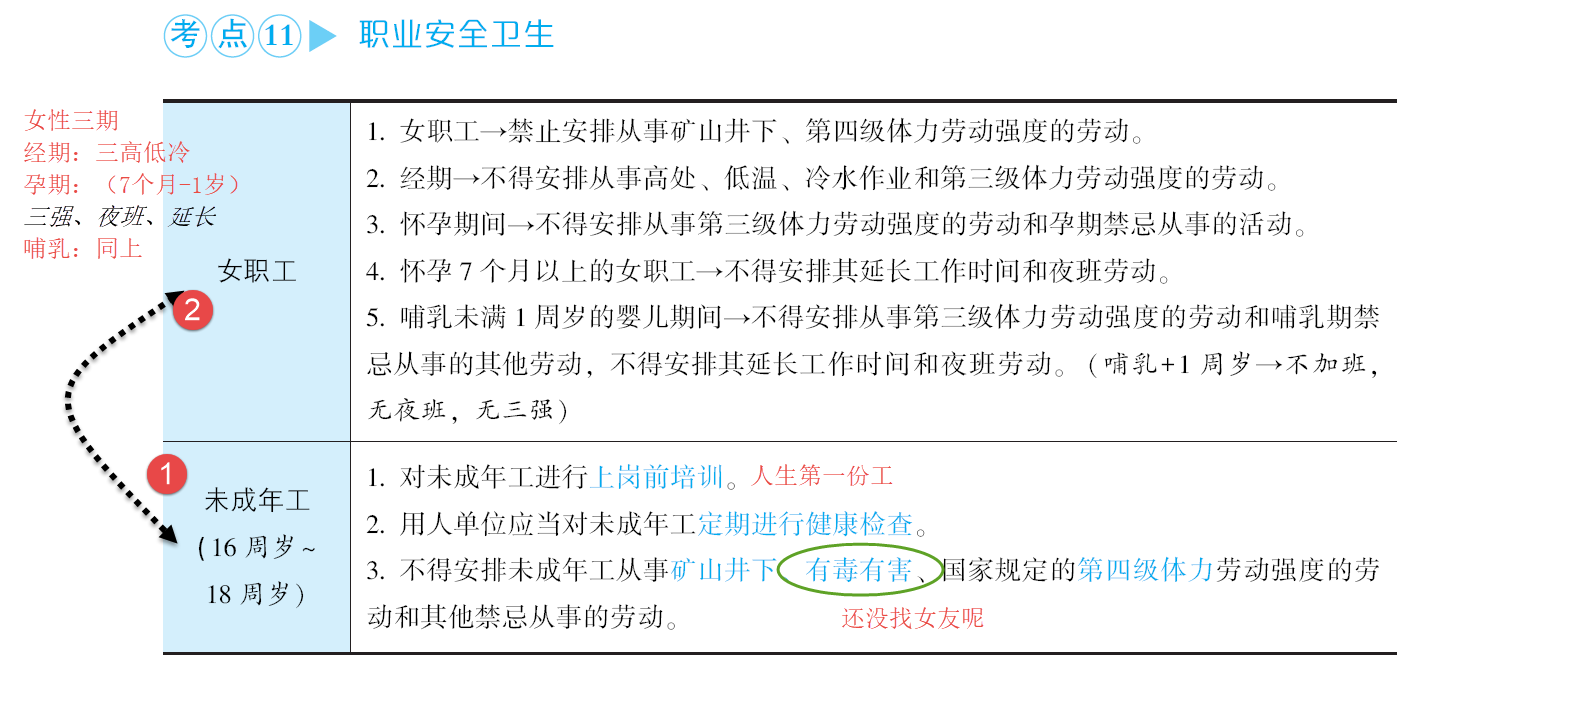 考点11 职业安全卫生
女性三期
经期：三高低冷
孕期：（7个月-1岁）
三强、夜班、延长
哺乳：同上
女职工
2
1. 女职工→禁止安排从事矿山井下、第四级体力劳动强度的劳动。
2. 经期→不得安排从事高处、低温、冷水作业和第三级体力劳动强度的劳动。
3. 怀孕期间→不得安排从事第三级体力劳动强度的劳动和孕期禁忌从事的活动。
4. 怀孕 7 个月以上的女职工→不得安排其延长工作时间和夜班劳动。
5. 哺乳未满 1 周岁的婴儿期间→不得安排从事第三级体力劳动强度的劳动和哺乳期禁
忌从事的其他劳动，不得安排其延长工作时间和夜班劳动。（哺乳+1 周岁→不加班，
无夜班，无三强）
1
未成年工
（16 周岁~
18 周岁）
1. 对未成年工进行上岗前培训。人生第一份工
2. 用人单位应当对未成年工定期进行健康检查。
3. 不得安排未成年工从事矿山井下、有毒有害、国家规定的第四级体力劳动强度的劳
动和其他禁忌从事的劳动。 还没找女友呢